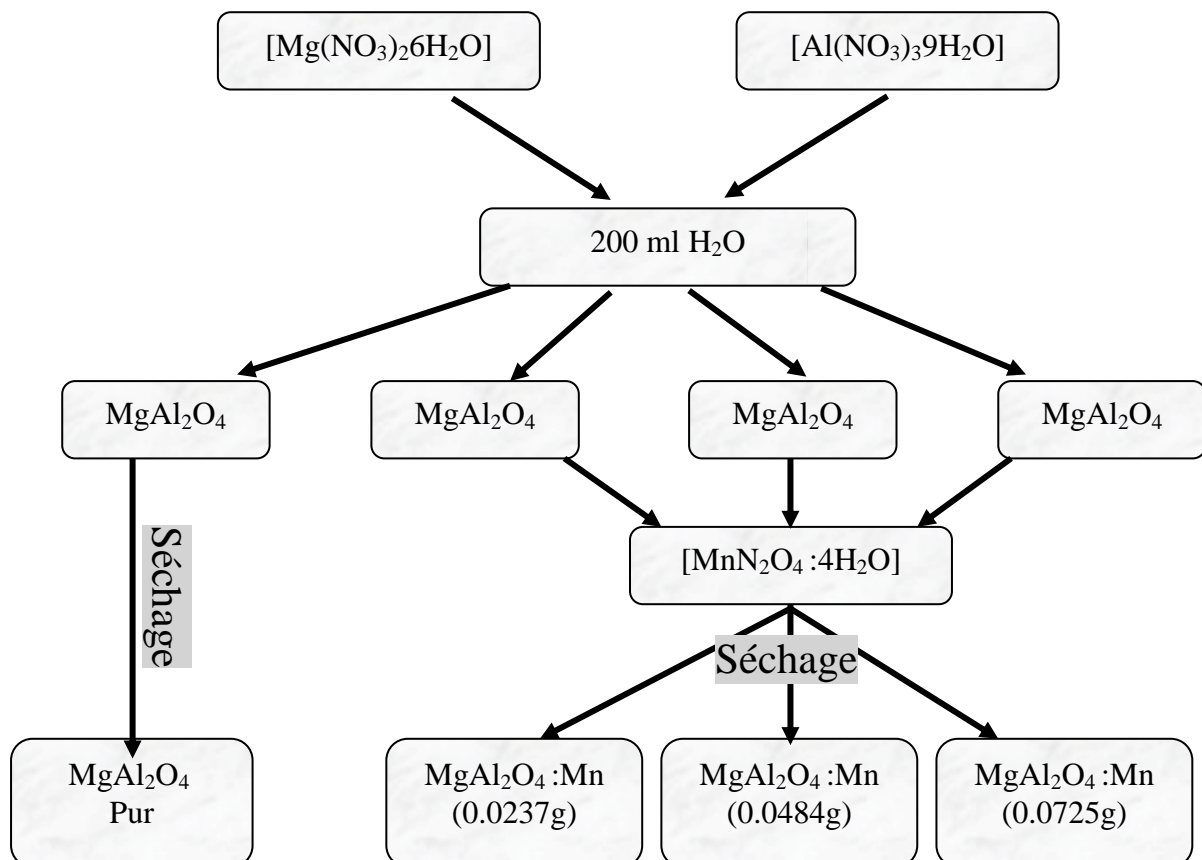 [Mg(NO₃)₂6H₂O]
[Al(NO₃)₃9H₂O]
200 ml H₂O
MgAl₂O₄
MgAl₂O₄
MgAl₂O₄
MgAl₂O₄
[MnN₂O₄ :4H₂O]
Séchage
Séchage
MgAl₂O₄
Pur
MgAl₂O₄ :Mn
(0.0237g)
MgAl₂O₄ :Mn
(0.0484g)
MgAl₂O₄ :Mn
(0.0725g)